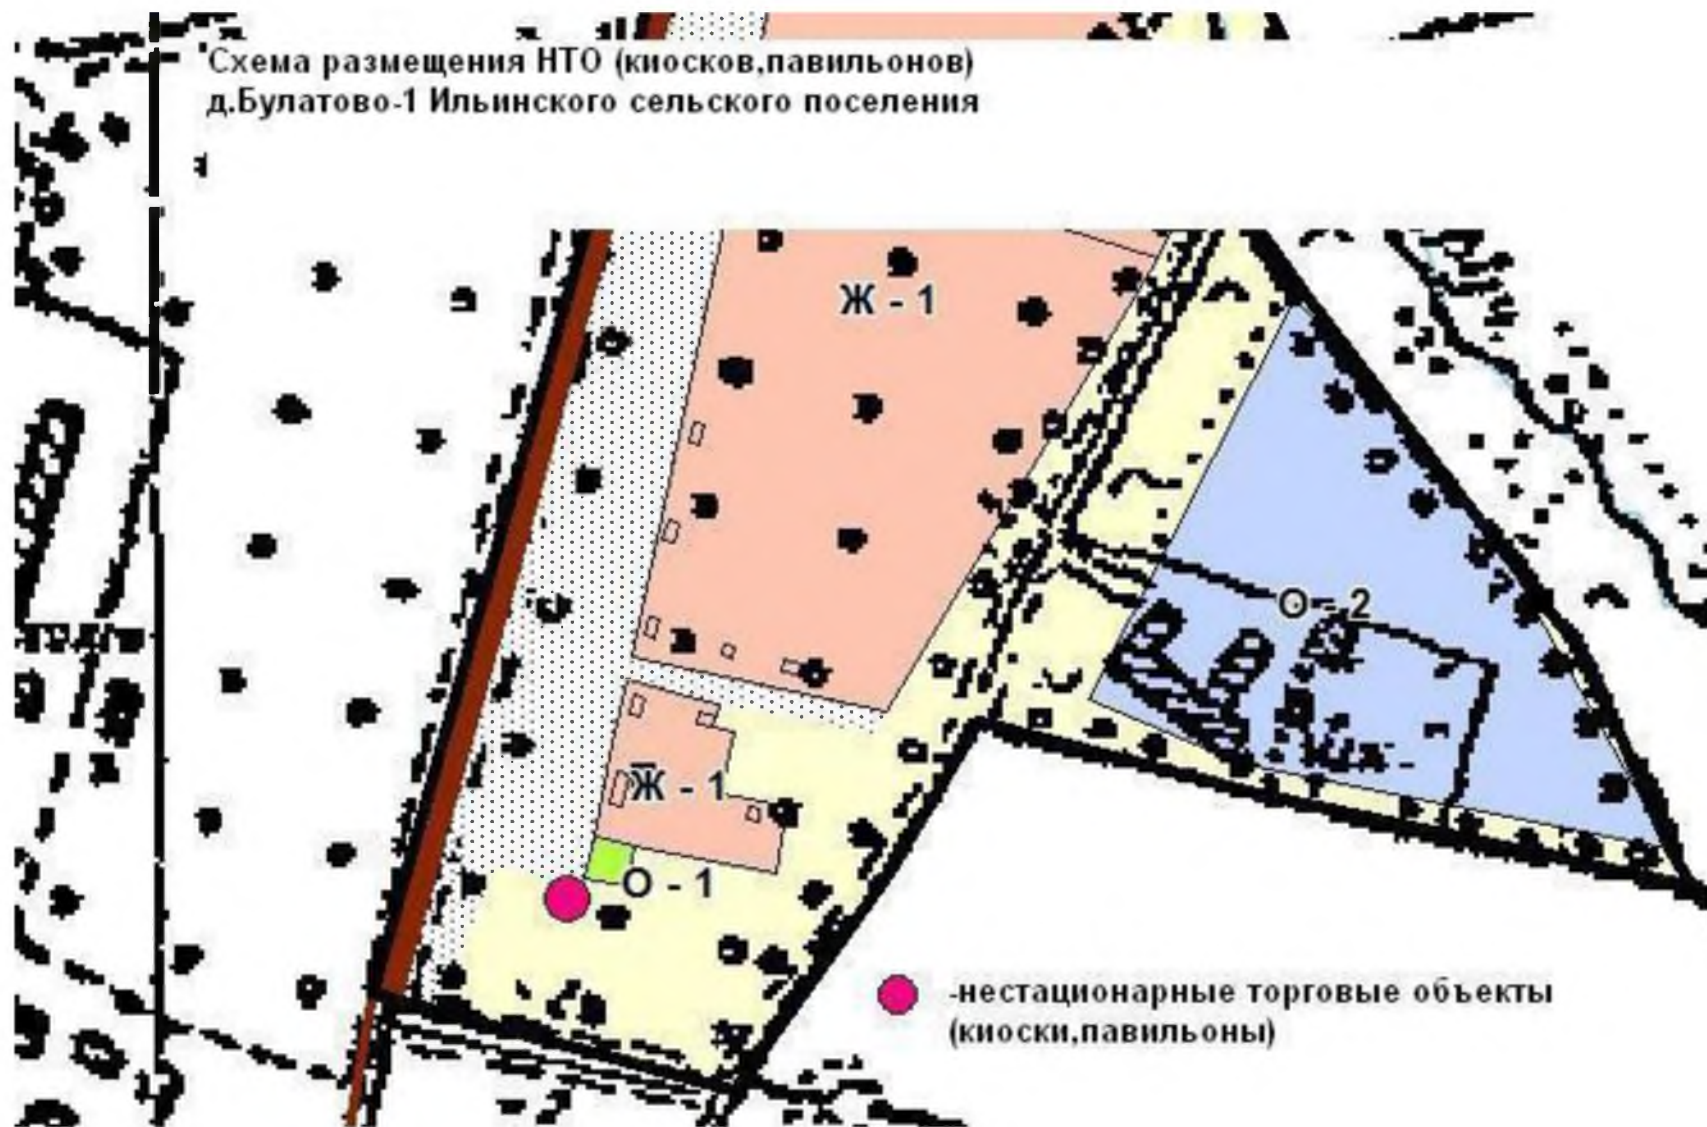 Схема размещения НТО (киосков,павильонов)
д.Булатово-1 Ильинского сельского поселения
Ж - 1
О - 2
Ж - 1
О - 1
-нестационарные торговые объекты
(киоски,павильоны)